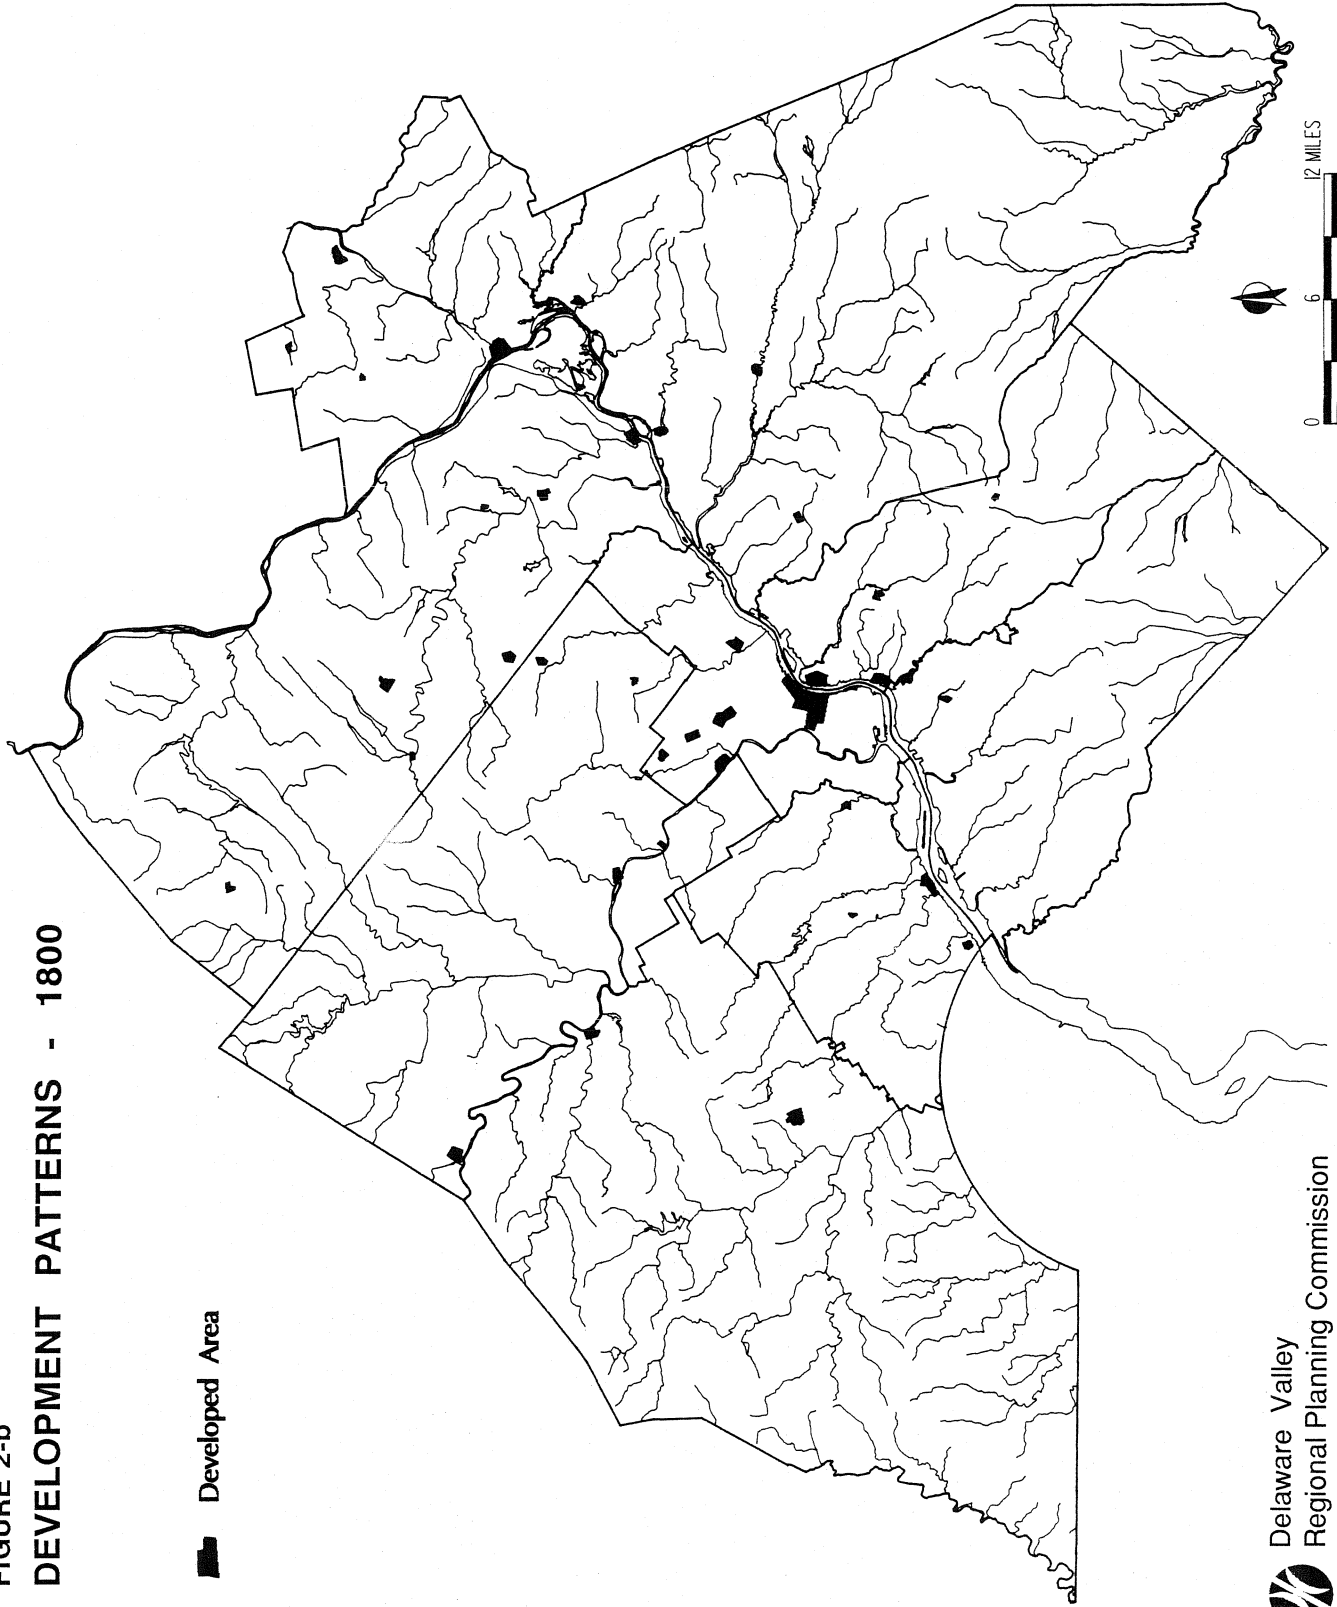 FIGURE 2-b
DEVELOPMENT PATTERNS - 1800
Developed Area
0 6 12 MILES
Delaware Valley
Regional Planning Commission